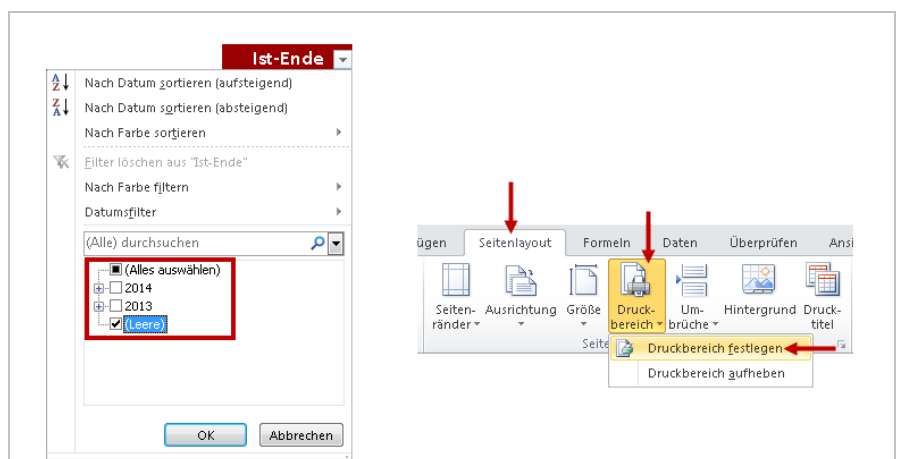 Ist-Ende
Nach Datum sortieren (aufsteigend)
Nach Datum sortieren (absteigend)
Nach Farbe sortieren
Filter löschen aus "Ist-Ende"
Nach Farbe filtern
Datumsfilter
(Alle) durchsuchen
(Alles auswählen)
2014
2013
(Leere)
OK Abbrechen
ügen Seitenlayout Formeln Daten Überprüfen Ansi
Seiten- Ausrichtung Größe Druck- Um- Hintergrund Druck-
ränder bereich brüche titel
Seite
Druckbereich festlegen
Druckbereich aufheben